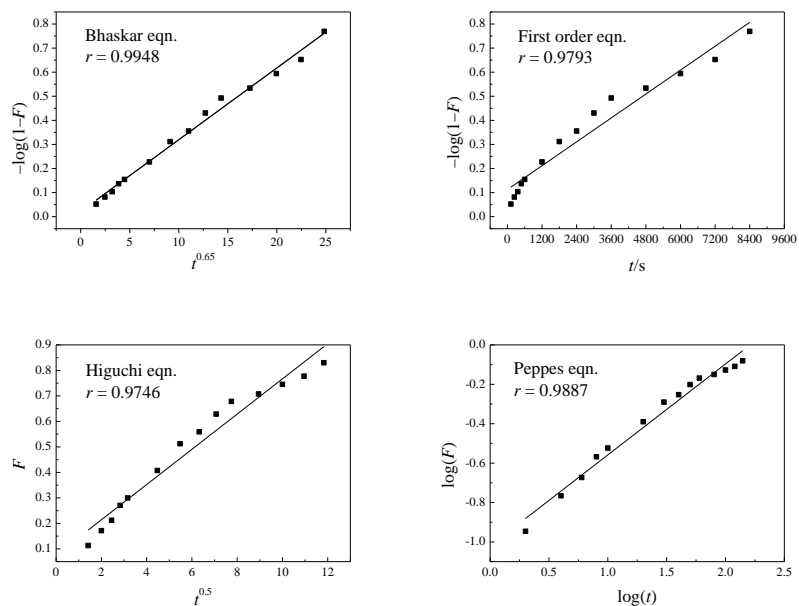 Bhaskar eqn.
r = 0.9948
−log(1−F)
0.8
0.7
0.6
0.5
0.4
0.3
0.2
0.1
0.0
0 5 10 15 20 25
t^0.65
First order eqn.
r = 0.9793
−log(1−F)
0.8
0.7
0.6
0.5
0.4
0.3
0.2
0.1
0.0
0 1200 2400 3600 4800 6000 7200 8400 9600
t/s
Higuchi eqn.
r = 0.9746
F
0.9
0.8
0.7
0.6
0.5
0.4
0.3
0.2
0.1
0 2 4 6 8 10 12
t^0.5
Peppes eqn.
r = 0.9887
log(F)
0.0
-0.2
-0.4
-0.6
-0.8
-1.0
0.0 0.5 1.0 1.5 2.0 2.5
log(t)